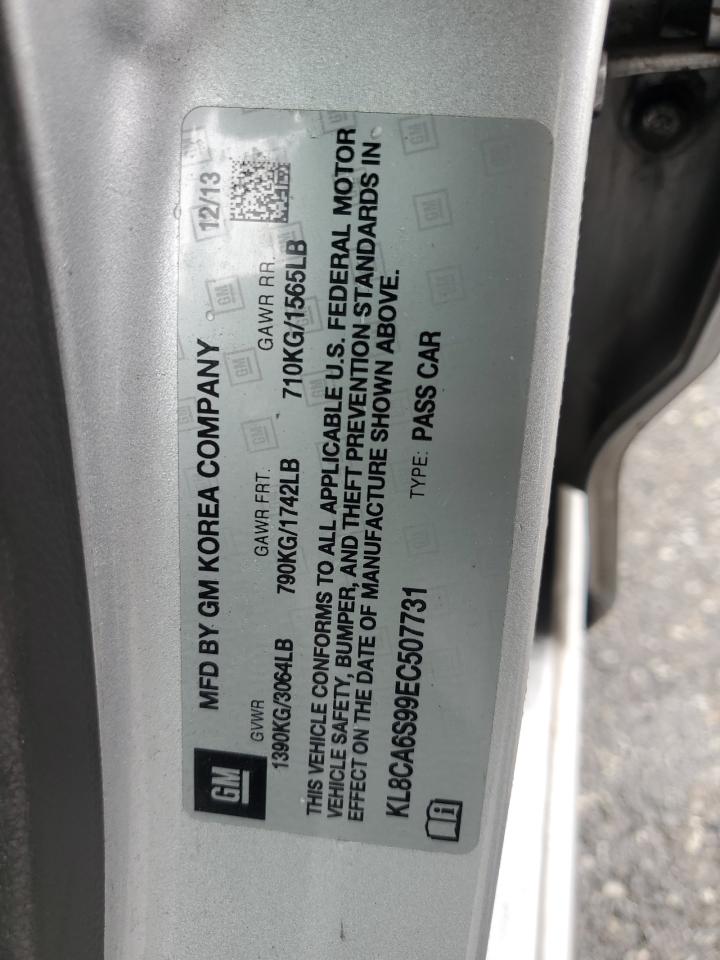 GM
MFD BY GM KOREA COMPANY 12/13
GVWR GAWR FRT. GAWR RR.
1390KG/3064LB 790KG/1742LB 710KG/1565LB
THIS VEHICLE CONFORMS TO ALL APPLICABLE U.S. FEDERAL MOTOR
VEHICLE SAFETY, BUMPER, AND THEFT PREVENTION STANDARDS IN
EFFECT ON THE DATE OF MANUFACTURE SHOWN ABOVE.
KL8CA6S99EC507731 TYPE: PASS CAR